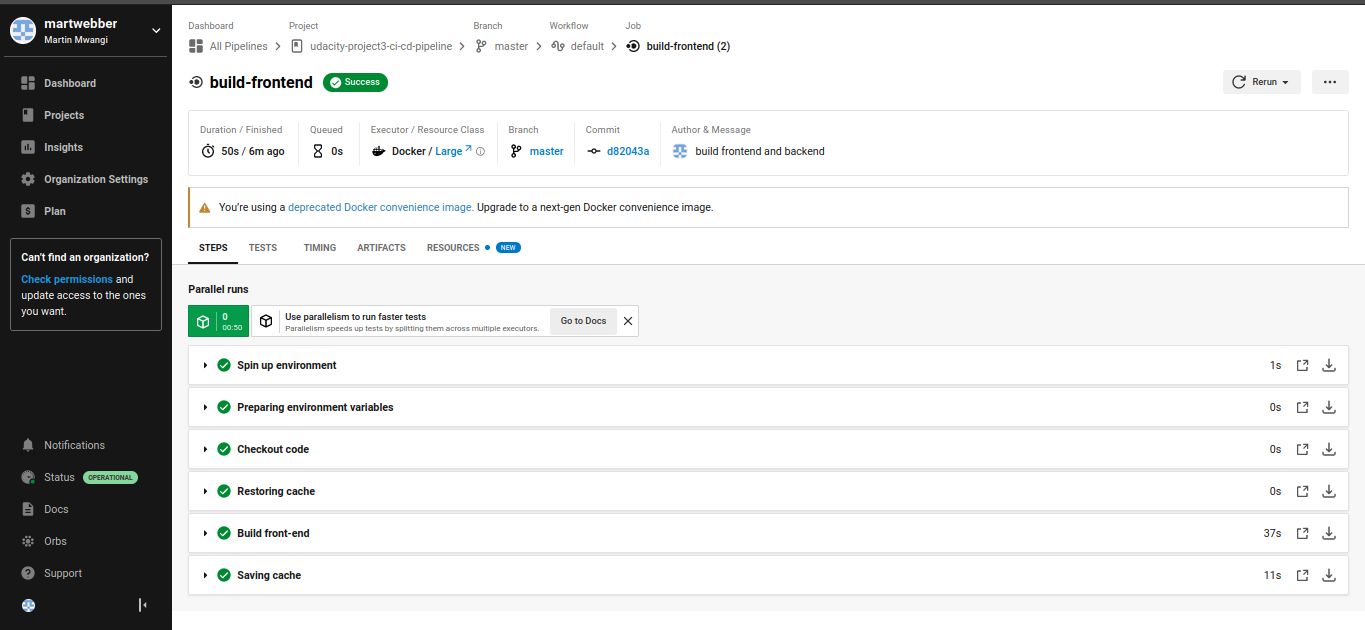 martwebber
Martin Mwangi
Dashboard
Projects
Insights
Organization Settings
Plan
Can't find an organization?
Check permissions and
update access to the ones
you want.
Notifications
Status OPERATIONAL
Docs
Orbs
Support
Dashboard Project Branch Workflow Job
All Pipelines udacity-project3-ci-cd-pipeline master default build-frontend (2)
build-frontend Success Rerun
Duration / Finished Queued Executor / Resource Class Branch Commit Author & Message
50s / 6m ago 0s Docker / Large master d82043a build frontend and backend
You're using a deprecated Docker convenience image. Upgrade to a next-gen Docker convenience image.
STEPS TESTS TIMING ARTIFACTS RESOURCES NEW
Parallel runs
0
00:50
Use parallelism to run faster tests
Parallelism speeds up tests by splitting them across multiple executors.
Go to Docs
Spin up environment 1s
Preparing environment variables 0s
Checkout code 0s
Restoring cache 0s
Build front-end 37s
Saving cache 11s